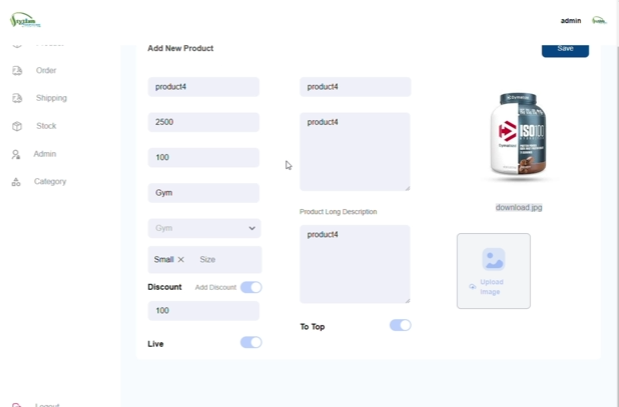 admin
Product
Order
Shipping
Stock
Admin
Category
Logout
Add New Product
Save
product4
2500
100
Gym
Gym
Small ×
Size
Discount
Add Discount
100
Live
product4
product4
Product Long Description
product4
To Top
ISO100
download.jpg
Upload
Image